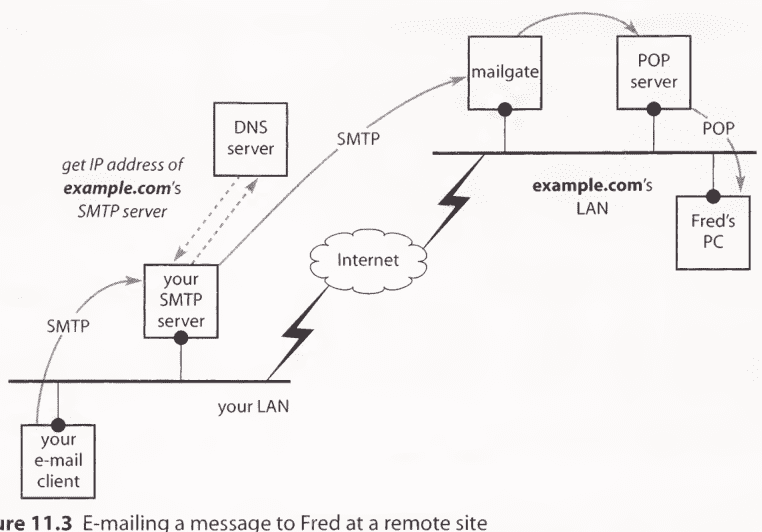 mailgate
POP
server
DNS
server
SMTP
POP
get IP address of
example.com's
SMTP server
example.com's
LAN
Fred's
PC
Internet
your
SMTP
server
SMTP
your LAN
your
e-mail
client
ure 11.3 E-mailing a message to Fred at a remote site